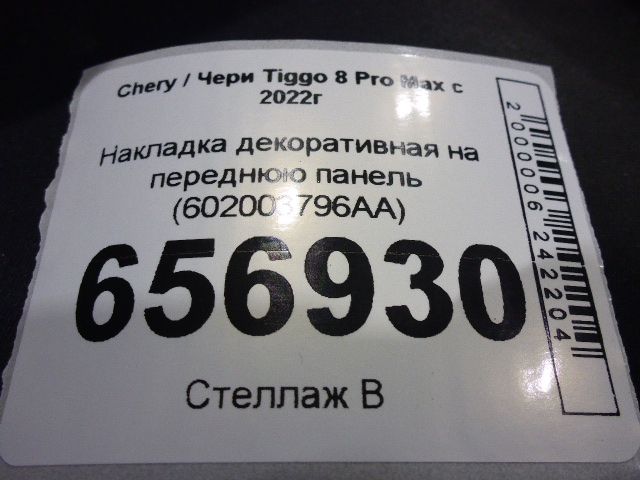 Chery / Чери Tiggo 8 Pro Max с
2022г
Накладка декоративная на
переднюю панель
(602003796AA)
656930
Стеллаж В
2000006242204